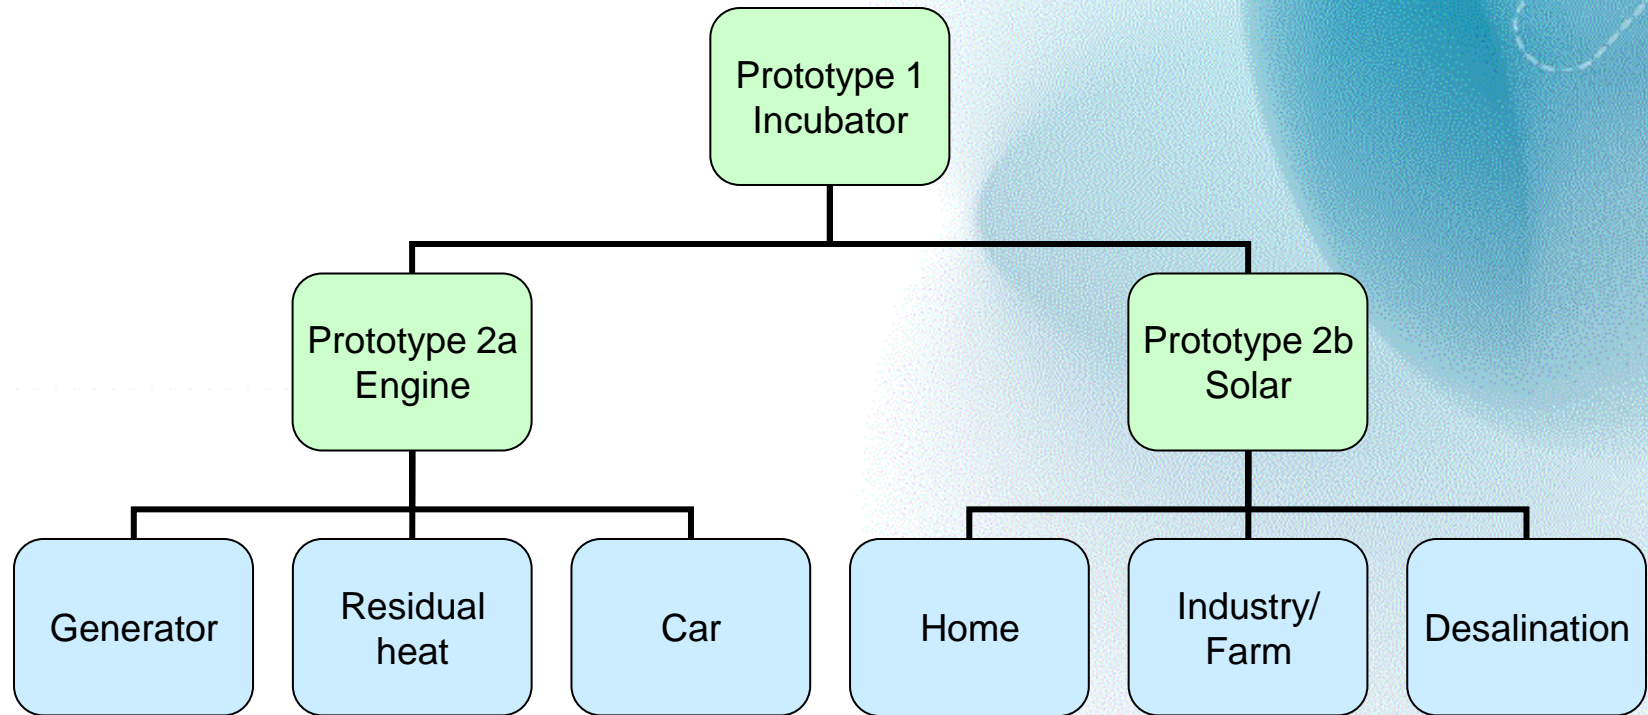 Prototype 1
Incubator
Prototype 2a
Engine
Prototype 2b
Solar
Generator
Residual
heat
Car
Home
Industry/
Farm
Desalination